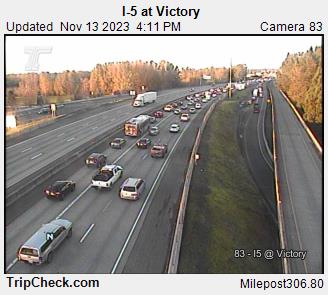 I-5 at Victory
Updated Nov 13 2023 4:11 PM Camera 83
N
83 - I5 @ Victory
TripCheck.com Milepost306.80